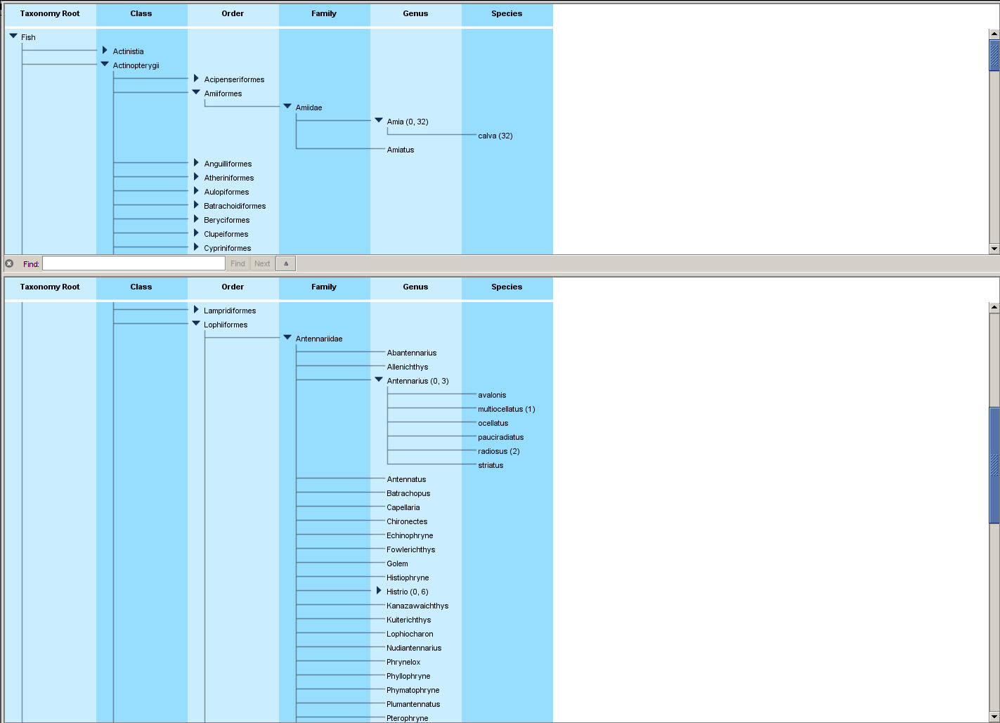 Taxonomy Root Class Order Family Genus Species
Fish
Actinistia
Actinopterygii
Acipenseriformes
Amiiformes
Amiidae
Amia (0, 32)
calva (32)
Amiatus
Anguilliformes
Atheriniformes
Aulopiformes
Batrachoidiformes
Beryciformes
Clupeiformes
Cypriniformes
Find: Find Next
Taxonomy Root Class Order Family Genus Species
Lampridiformes
Lophiiformes
Antennariidae
Abantennarius
Allenichthys
Antennarius (0, 3)
avalonis
multiocellatus (1)
ocellatus
pauciradiatus
radiosus (2)
striatus
Antennatus
Batrachopus
Capellaria
Chironectes
Echinophryne
Fowlerichthys
Golem
Histiophryne
Histrio (0, 6)
Kanazawaichthys
Kuiterichthys
Lophiocharon
Nudiantennarius
Phrynelox
Phyllophryne
Phymatophryne
Plumantennatus
Pterophryne